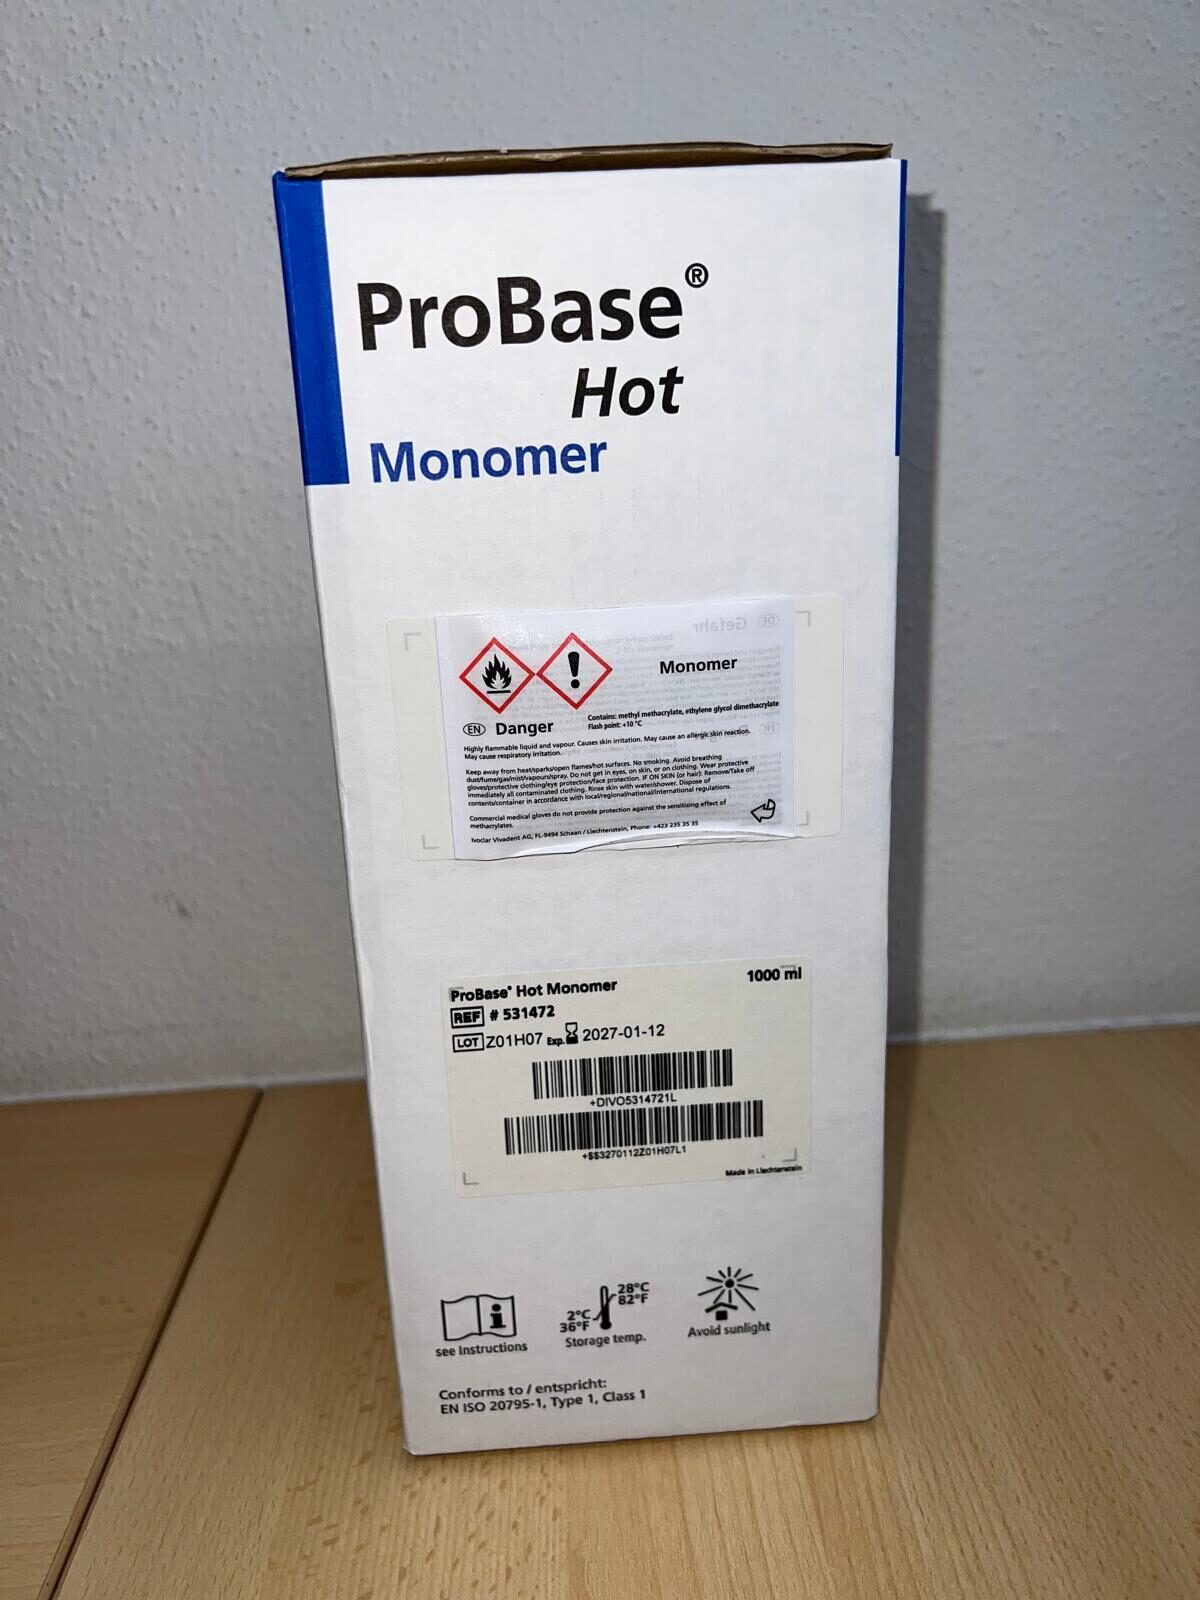 ProBase®
Hot
Monomer
DE Gefahr
Monomer
Contains: methyl methacrylate, ethylene glycol dimethacrylate
EN Danger
Flash point: +10 °C
Highly flammable liquid and vapour. Causes skin irritation. May cause an allergic skin reaction.
May cause respiratory irritation.
Keep away from heat/sparks/open flames/hot surfaces. No smoking. Avoid breathing
dust/fume/gas/mist/vapours/spray. Do not get in eyes, on skin, or on clothing. Wear protective
gloves/protective clothing/eye protection/face protection. IF ON SKIN (or hair): Remove/Take off
immediately all contaminated clothing. Rinse skin with water/shower. Dispose of
contents/container in accordance with local/regional/national/international regulations.
Commercial medical gloves do not provide protection against the sensitizing effect of
methacrylates.
Ivoclar Vivadent AG, FL-9494 Schaan / Liechtenstein, Phone: +423 235 35 35
ProBase® Hot Monomer 1000 ml
REF # 531472
LOT Z01H07 Exp. 2027-01-12
+DIVO5314721L
+$$3270112Z01H07L1
Made in Liechtenstein
28°C
82°F
2°C
36°F
see Instructions Storage temp. Avoid sunlight
Conforms to / entspricht:
EN ISO 20795-1, Type 1, Class 1